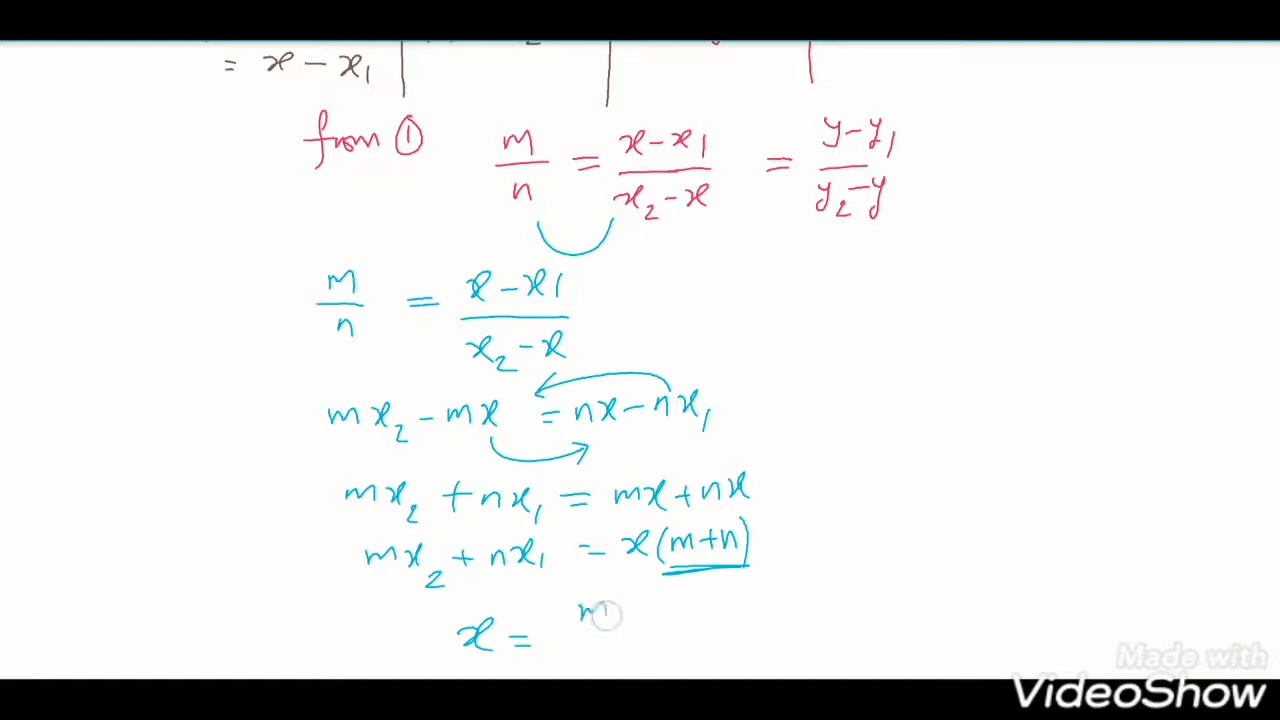 = x - x₁
from ① m/n = (x - x₁)/(x₂ - x) = (y - y₁)/(y₂ - y)
m/n = (x - x₁)/(x₂ - x)
mx₂ - mx = nx - nx₁
mx₂ + nx₁ = mx + nx
mx₂ + nx₁ = x(m+n)
x = m
Made with
VideoShow